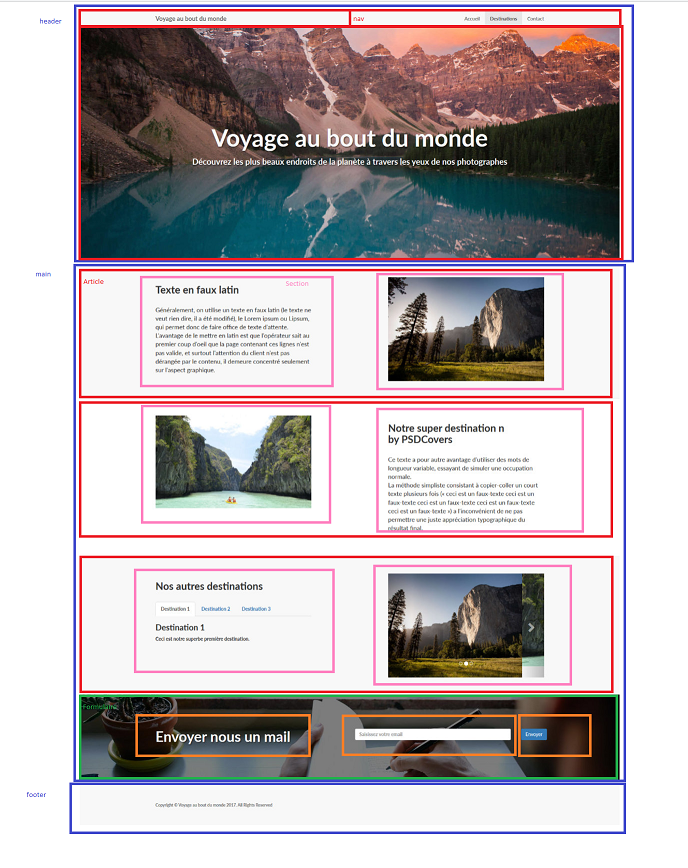 header
Voyage au bout du monde
nav
Accueil
Destinations
Contact
Voyage au bout du monde
Découvrez les plus beaux endroits de la planète à travers les yeux de nos photographes
main
Article
Section
Texte en faux latin
Généralement, on utilise un texte en faux latin (le texte ne
veut rien dire, il a été modifié), le Lorem ipsum ou Lipsum,
qui permet donc de faire office de texte d'attente.
L'avantage de le mettre en latin est que l'opérateur sait au
premier coup d'oeil que la page contenant ces lignes n'est
pas valide, et surtout l'attention du client n'est pas
dérangée par le contenu, il demeure concentré seulement
sur l'aspect graphique.
Notre super destination n
by PSDCovers
Ce texte a pour autre avantage d'utiliser des mots de
longueur variable, essayant de simuler une occupation
normale.
La méthode simpliste consistant à copier-coller un court
texte plusieurs fois (« ceci est un faux-texte ceci est un
faux-texte ceci est un faux-texte ceci est un faux-texte
ceci est un faux-texte ») a l'inconvénient de ne pas
permettre une juste appréciation typographique du
résultat final.
Nos autres destinations
Destination 1
Destination 2
Destination 3
Destination 1
Ceci est notre superbe première destination.
Formulaire
Envoyer nous un mail
Saisissez votre email
Envoyer
footer
Copyright © Voyage au bout du monde 2017. All Rights Reserved